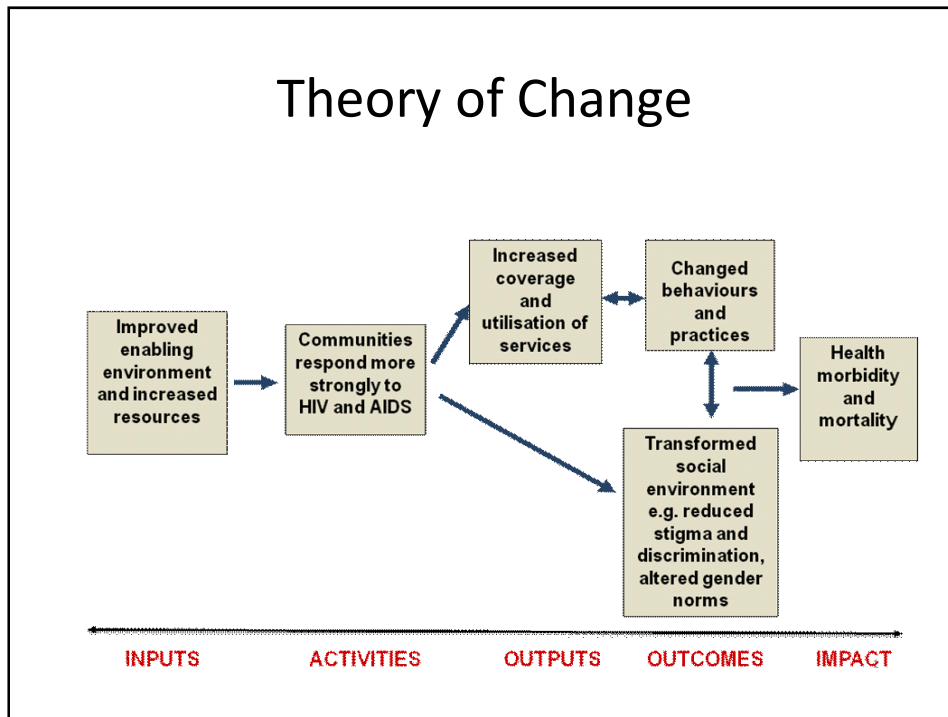 Theory of Change
Improved
enabling
environment
and increased
resources
Communities
respond more
strongly to
HIV and AIDS
Increased
coverage
and
utilisation of
services
Changed
behaviours
and
practices
Transformed
social
environment
e.g. reduced
stigma and
discrimination,
altered gender
norms
Health
morbidity
and
mortality
INPUTS
ACTIVITIES
OUTPUTS
OUTCOMES
IMPACT